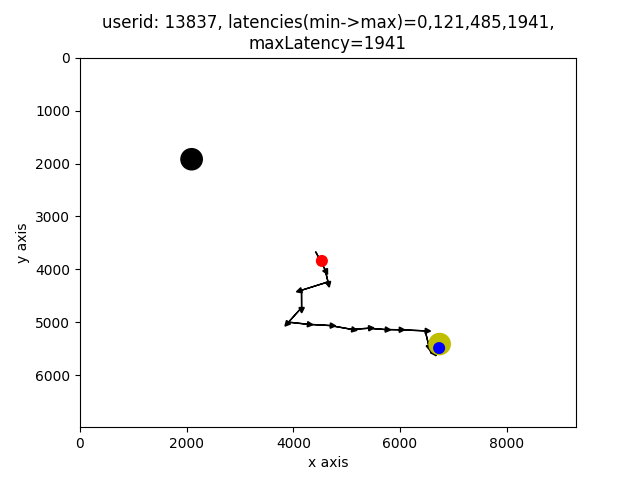 userid: 13837, latencies(min->max)=0,121,485,1941,
maxLatency=1941
0
1000
2000
3000
4000
5000
6000
y axis
0 2000 4000 6000 8000
x axis